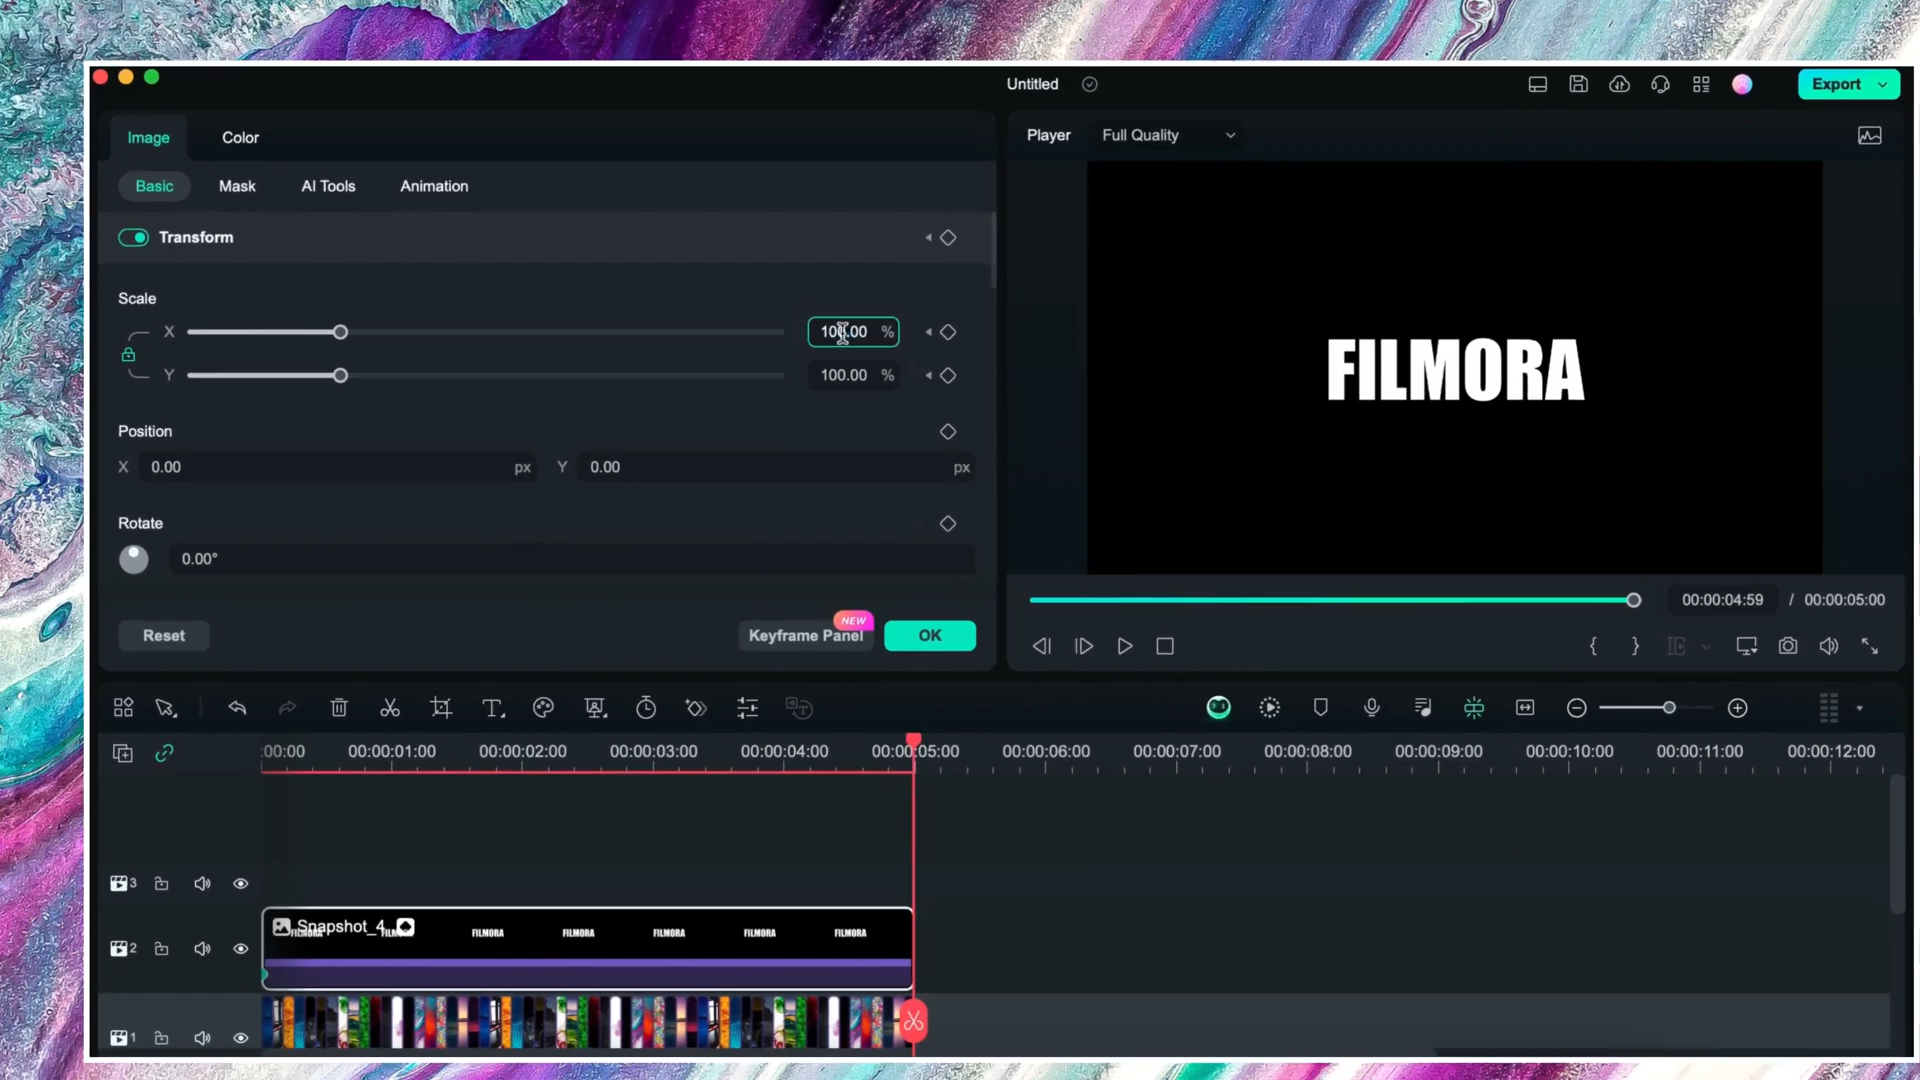 Untitled
Export
Image Color
Basic Mask AI Tools Animation
Transform
Scale
X 100.00 %
Y 100.00 %
Position
X 0.00 px Y 0.00 px
Rotate
0.00°
Reset
Keyframe Panel
NEW
OK
Player Full Quality
FILMORA
00:00:04:59 / 00:00:05:00
:00:00 00:00:01:00 00:00:02:00 00:00:03:00 00:00:04:00 00:00:05:00 00:00:06:00 00:00:07:00 00:00:08:00 00:00:09:00 00:00:10:00 00:00:11:00 00:00:12:00
3
Snapshot_4
FILMORA FILMORA FILMORA FILMORA FILMORA FILMORA
2
1